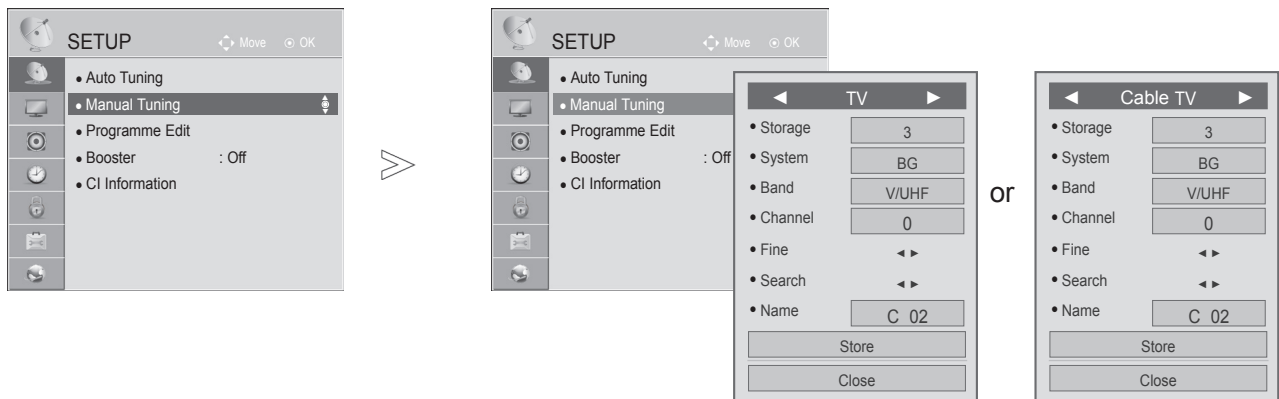 SETUP
Move OK
• Auto Tuning
• Manual Tuning
• Programme Edit
• Booster : Off
• CI Information
SETUP
Move OK
• Auto Tuning
• Manual Tuning
• Programme Edit
• Booster : Off
• CI Information
◄ TV ►
• Storage 3
• System BG
• Band V/UHF
• Channel 0
• Fine ◄ ►
• Search ◄ ►
• Name C 02
Store
Close
or
◄ Cable TV ►
• Storage 3
• System BG
• Band V/UHF
• Channel 0
• Fine ◄ ►
• Search ◄ ►
• Name C 02
Store
Close